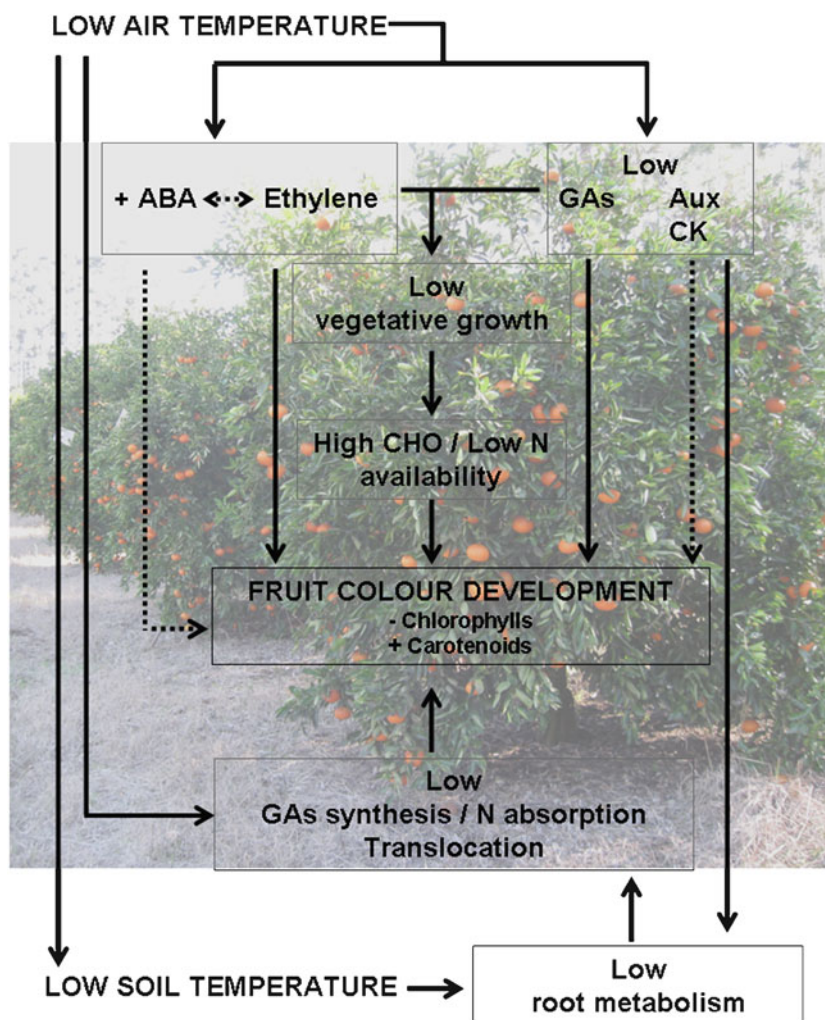 LOW AIR TEMPERATURE
+ ABA Ethylene
Low
GAs Aux
CK
Low
vegetative growth
High CHO / Low N
availability
FRUIT COLOUR DEVELOPMENT
- Chlorophylls
+ Carotenoids
Low
GAs synthesis / N absorption
Translocation
LOW SOIL TEMPERATURE
Low
root metabolism